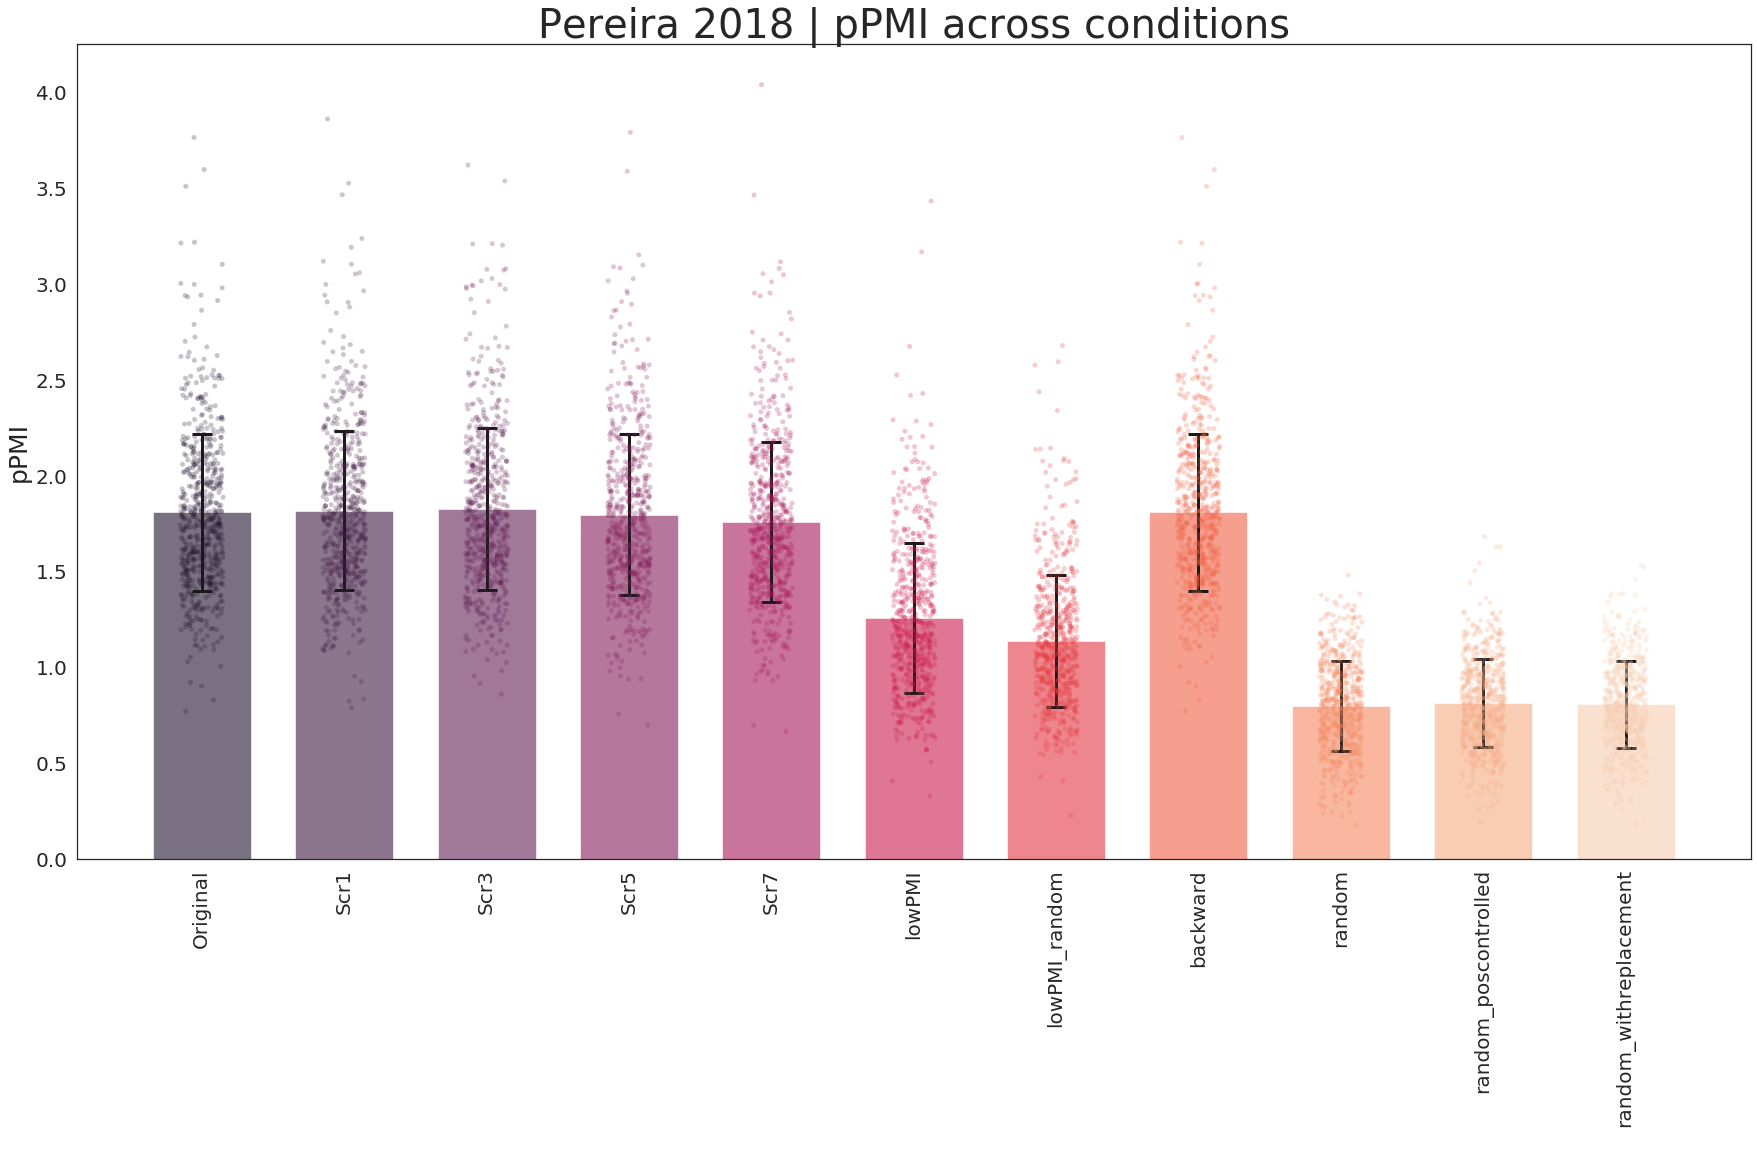 Pereira 2018 | pPMI across conditions
pPMI
4.0
3.5
3.0
2.5
2.0
1.5
1.0
0.5
0.0
Original
Scr1
Scr3
Scr5
Scr7
lowPMI
lowPMI_random
backward
random
random_poscontrolled
random_withreplacement